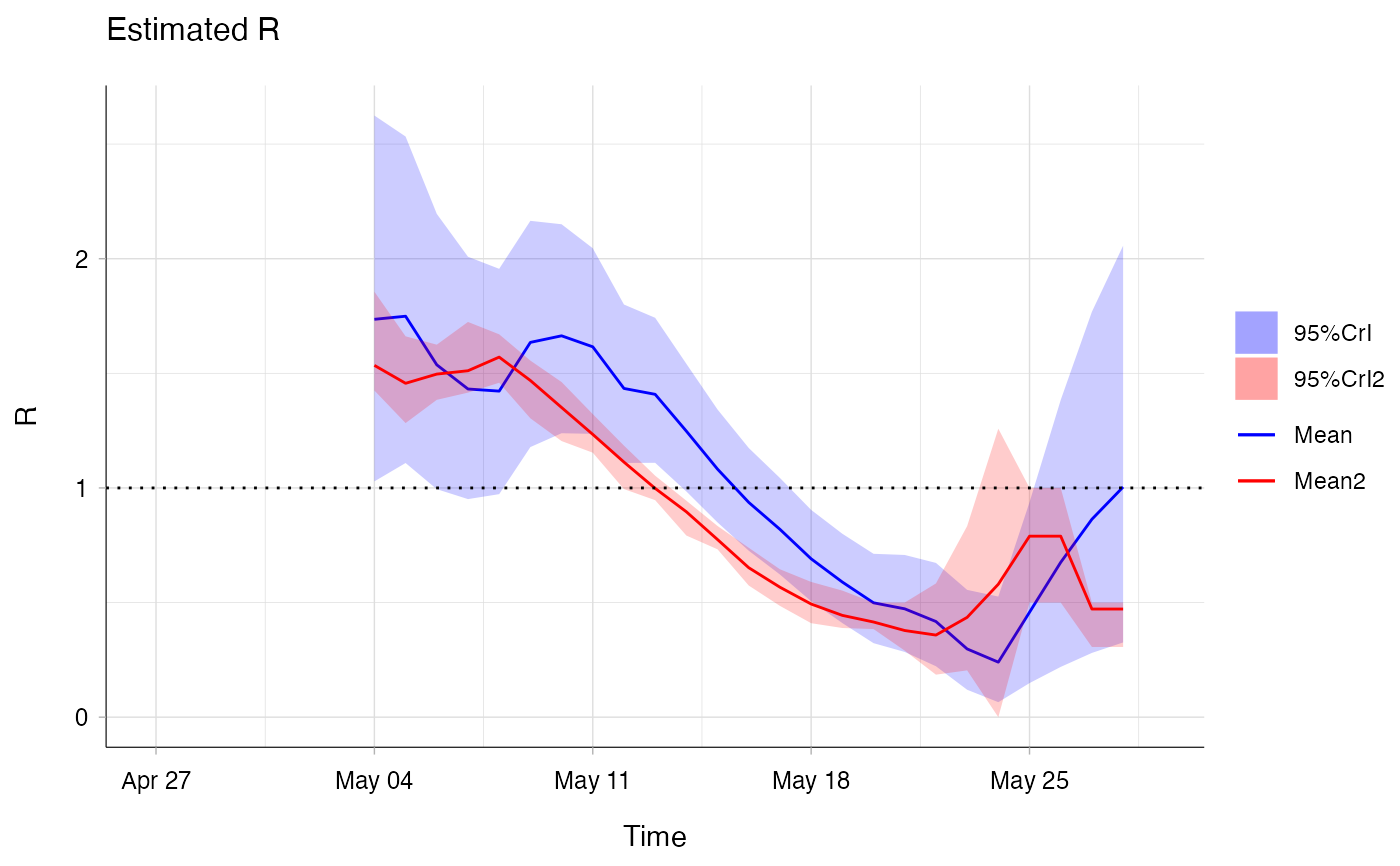 Estimated R
R
2
1
0
Apr 27
May 04
May 11
May 18
May 25
Time
95%CrI
95%CrI2
Mean
Mean2